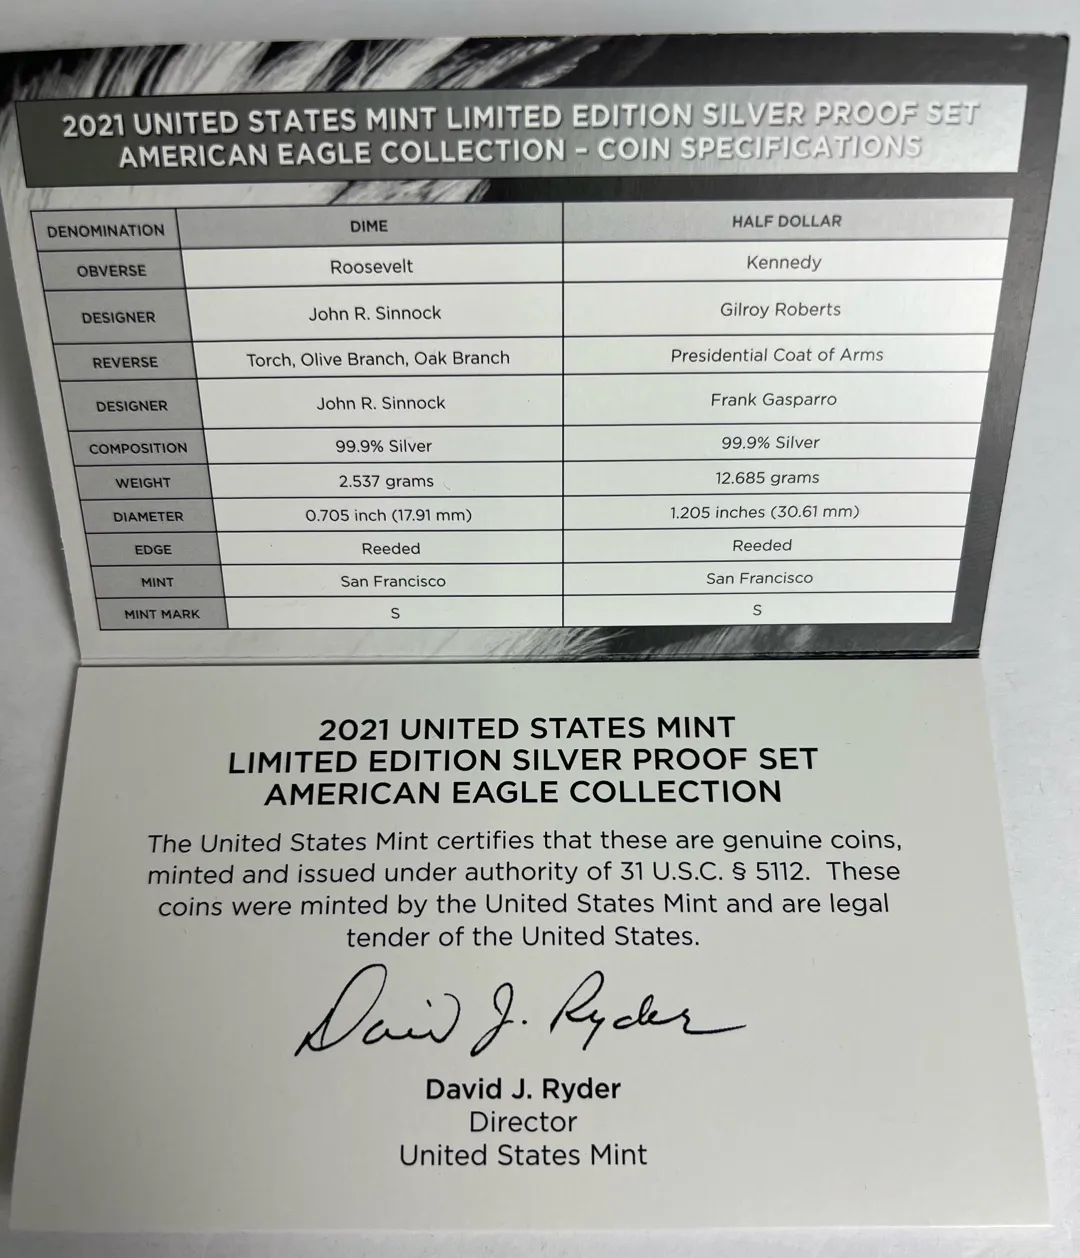 2021 UNITED STATES MINT LIMITED EDITION SILVER PROOF SET
AMERICAN EAGLE COLLECTION – COIN SPECIFICATIONS
DENOMINATION DIME HALF DOLLAR
OBVERSE Roosevelt Kennedy
DESIGNER John R. Sinnock Gilroy Roberts
REVERSE Torch, Olive Branch, Oak Branch Presidential Coat of Arms
DESIGNER John R. Sinnock Frank Gasparro
COMPOSITION 99.9% Silver 99.9% Silver
WEIGHT 2.537 grams 12.685 grams
DIAMETER 0.705 inch (17.91 mm) 1.205 inches (30.61 mm)
EDGE Reeded Reeded
MINT San Francisco San Francisco
MINT MARK S S
2021 UNITED STATES MINT
LIMITED EDITION SILVER PROOF SET
AMERICAN EAGLE COLLECTION
The United States Mint certifies that these are genuine coins,
minted and issued under authority of 31 U.S.C. § 5112. These
coins were minted by the United States Mint and are legal
tender of the United States.
David J. Ryder
David J. Ryder
Director
United States Mint